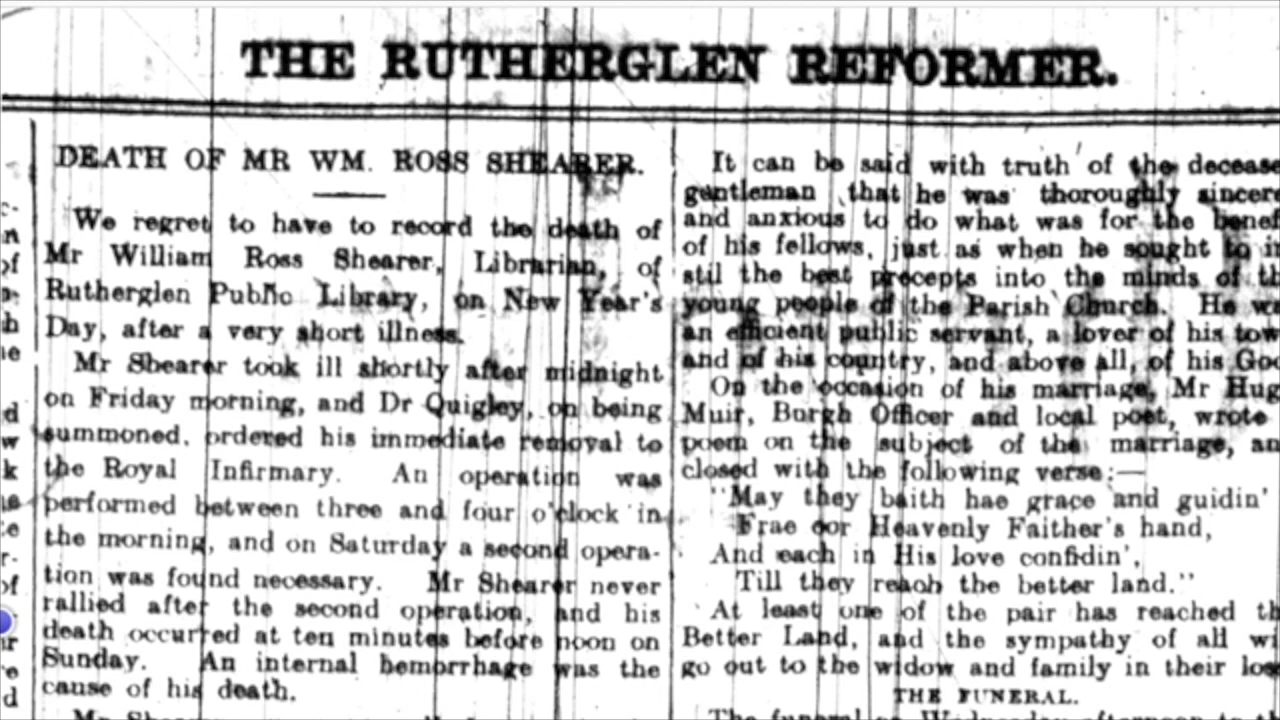 THE RUTHERGLEN REFORMER.
DEATH OF MR WM. ROSS SHEARER.
We regret to have to record the death of
Mr William Ross Shearer, Librarian, of
Rutherglen Public Library, on New Year's
Day, after a very short illness.
Mr Shearer took ill shortly after midnight
on Friday morning, and Dr Quigley, on being
summoned, ordered his immediate removal to
the Royal Infirmary. An operation was
performed between three and four o'clock in
the morning, and on Saturday a second opera-
tion was found necessary. Mr Shearer never
rallied after the second operation, and his
death occurred at ten minutes before noon on
Sunday. An internal hemorrhage was the
cause of his death.
It can be said with truth of the decease
gentleman that he was thoroughly sincere
and anxious to do what was for the benef
of his fellows, just as when he sought to in
stil the best precepts into the minds of th
young people of the Parish Church. He wa
an efficient public servant, a lover of his tow
and of his country, and above all, of his Go
On the occasion of his marriage, Mr Hug
Muir, Burgh Officer and local poet, wrote
poem on the subject of the marriage, an
closed with the following verse:—
"May they baith hae grace and guidin'
Frae oor Heavenly Faither's hand,
And each in His love confidin',
Till they reach the better land."
At least one of the pair has reached th
Better Land, and the sympathy of all wi
go out to the widow and family in their los
THE FUNERAL.
The funeral on Wednesday afternoon to the